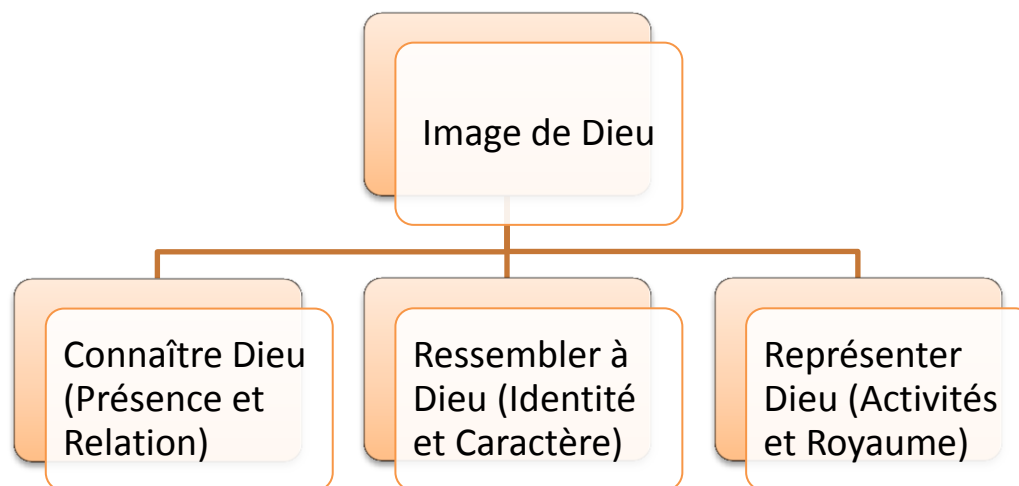 Image de Dieu
Connaître Dieu
(Présence et
Relation)
Ressembler à
Dieu (Identité
et Caractère)
Représenter
Dieu (Activités
et Royaume)